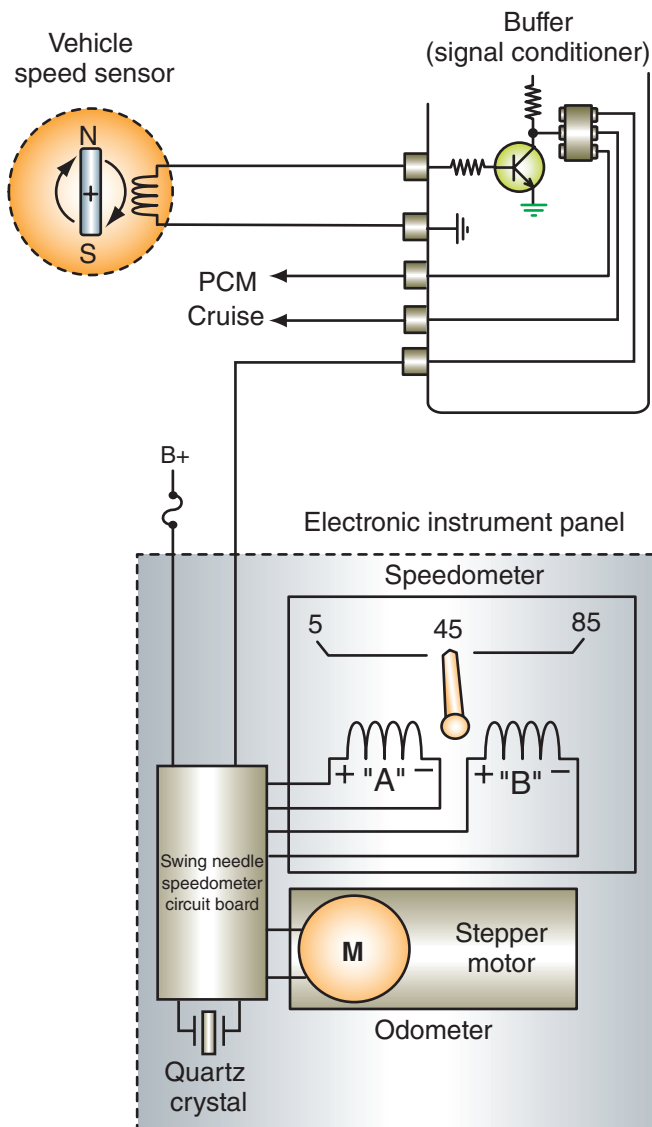 Vehicle
speed sensor
Buffer
(signal conditioner)
N
+
S
PCM
Cruise
B+
Electronic instrument panel
Speedometer
5
45
85
+ "A" −
+ "B" −
Swing needle
speedometer
circuit board
M
Stepper
motor
Odometer
Quartz
crystal